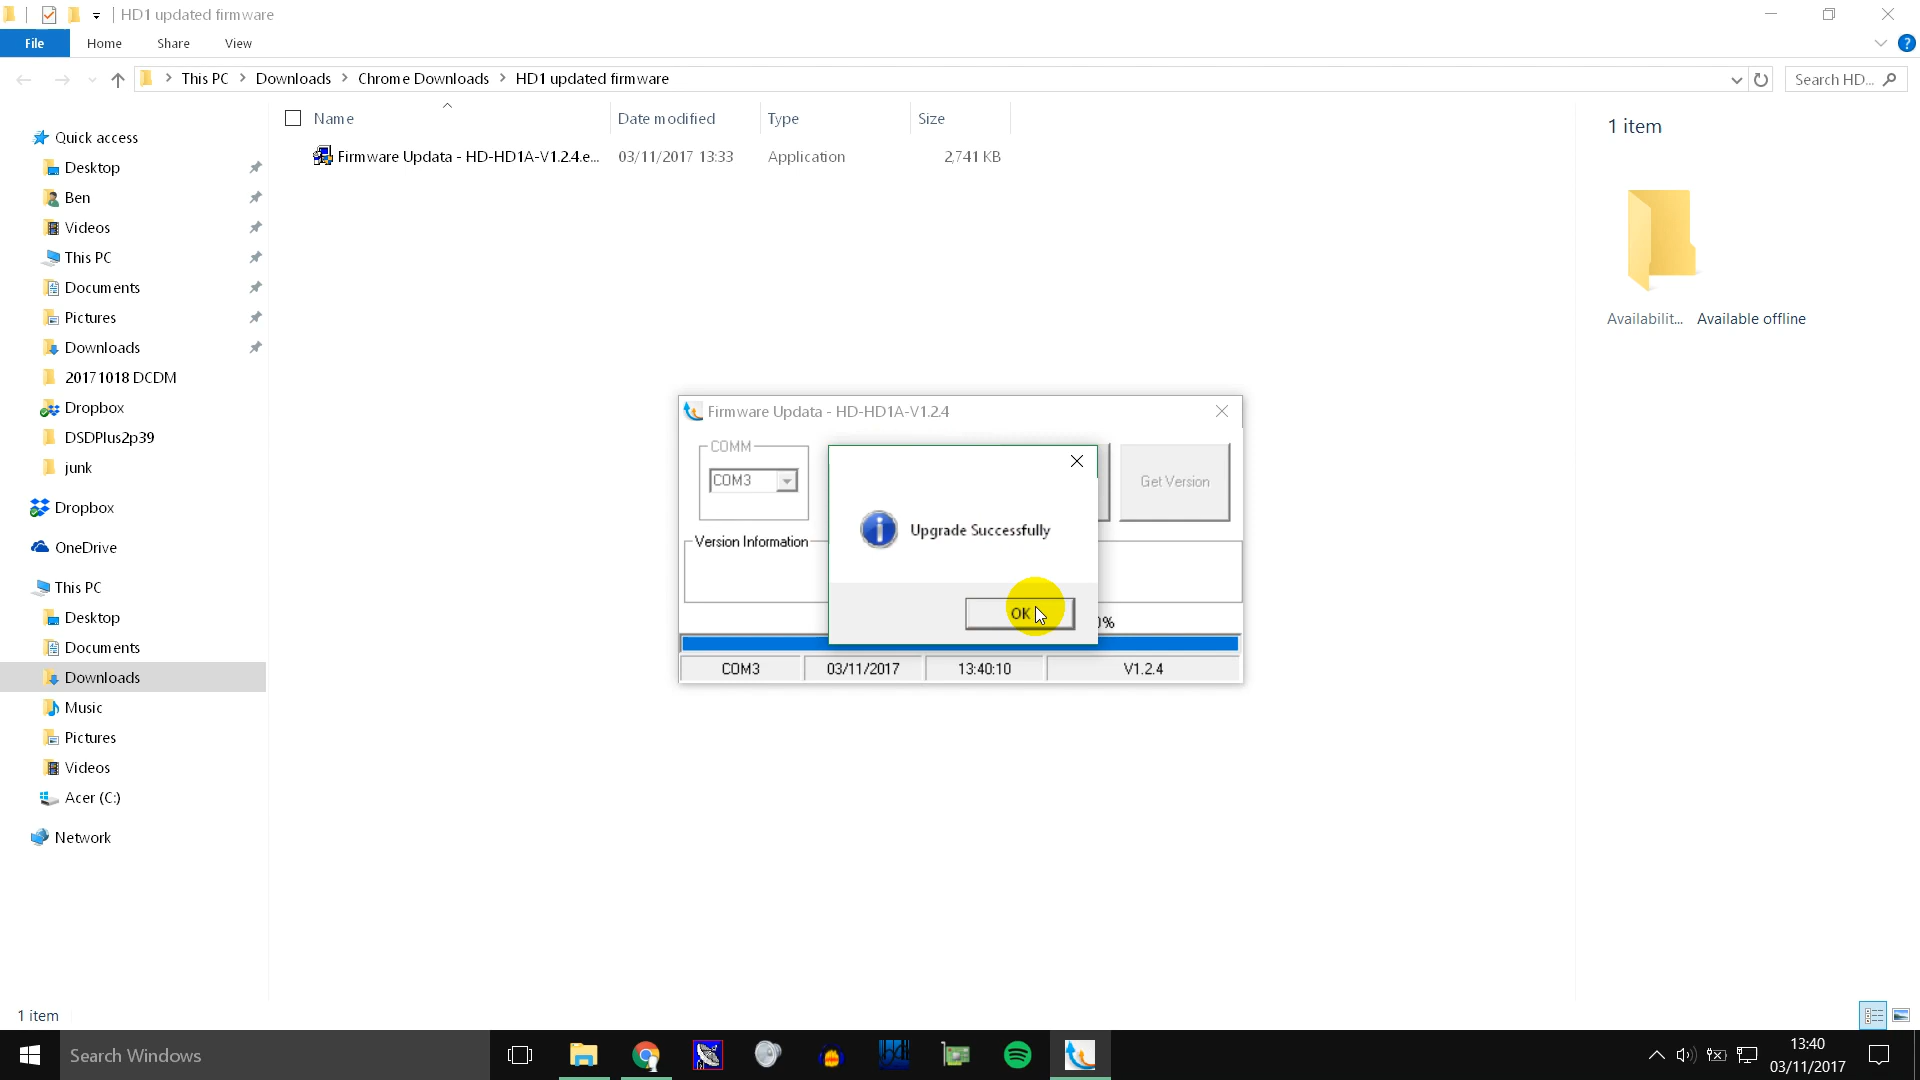 HD1 updated firmware
File
Home
Share
View
This PC
Downloads
Chrome Downloads
HD1 updated firmware
Search HD...
Name
Date modified
Type
Size
Firmware Updata - HD-HD1A-V1.2.4.e...
03/11/2017 13:33
Application
2,741 KB
1 item
Availabilit...
Available offline
Quick access
Desktop
Ben
Videos
This PC
Documents
Pictures
Downloads
20171018 DCDM
Dropbox
DSDPlus2p39
junk
Dropbox
OneDrive
This PC
Desktop
Documents
Downloads
Music
Pictures
Videos
Acer (C:)
Network
Firmware Updata - HD-HD1A-V1.2.4
COMM
COM3
Get Version
Version Information
Upgrade Successfully
OK
0%
COM3
03/11/2017
13:40:10
V1.2.4
1 item
Search Windows
13:40
03/11/2017